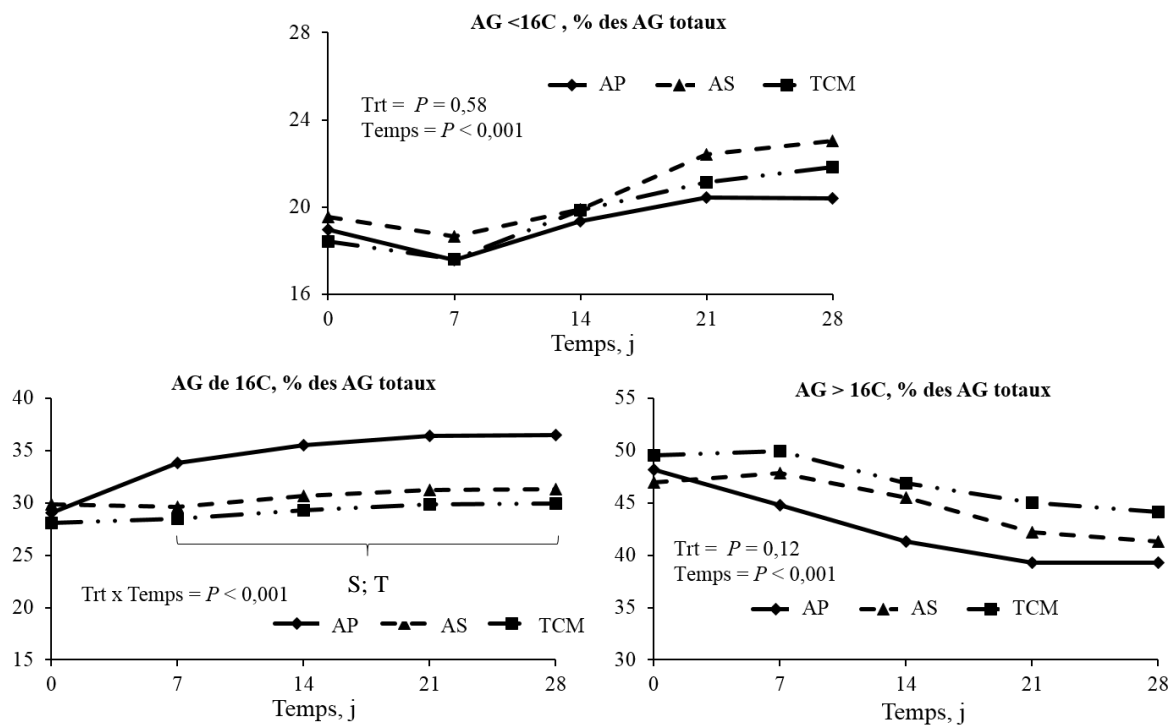 AG <16C , % des AG totaux
28
24
20
16
AP AS TCM
Trt = P = 0,58
Temps = P < 0,001
0 7 14 21 28
Temps, j
AG de 16C, % des AG totaux
40
35
30
25
20
15
S; T
Trt x Temps = P < 0,001
AP AS TCM
0 7 14 21 28
Temps, j
AG > 16C, % des AG totaux
55
50
45
40
35
30
Trt = P = 0,12
Temps = P < 0,001
AP AS TCM
0 7 14 21 28
Temps, j